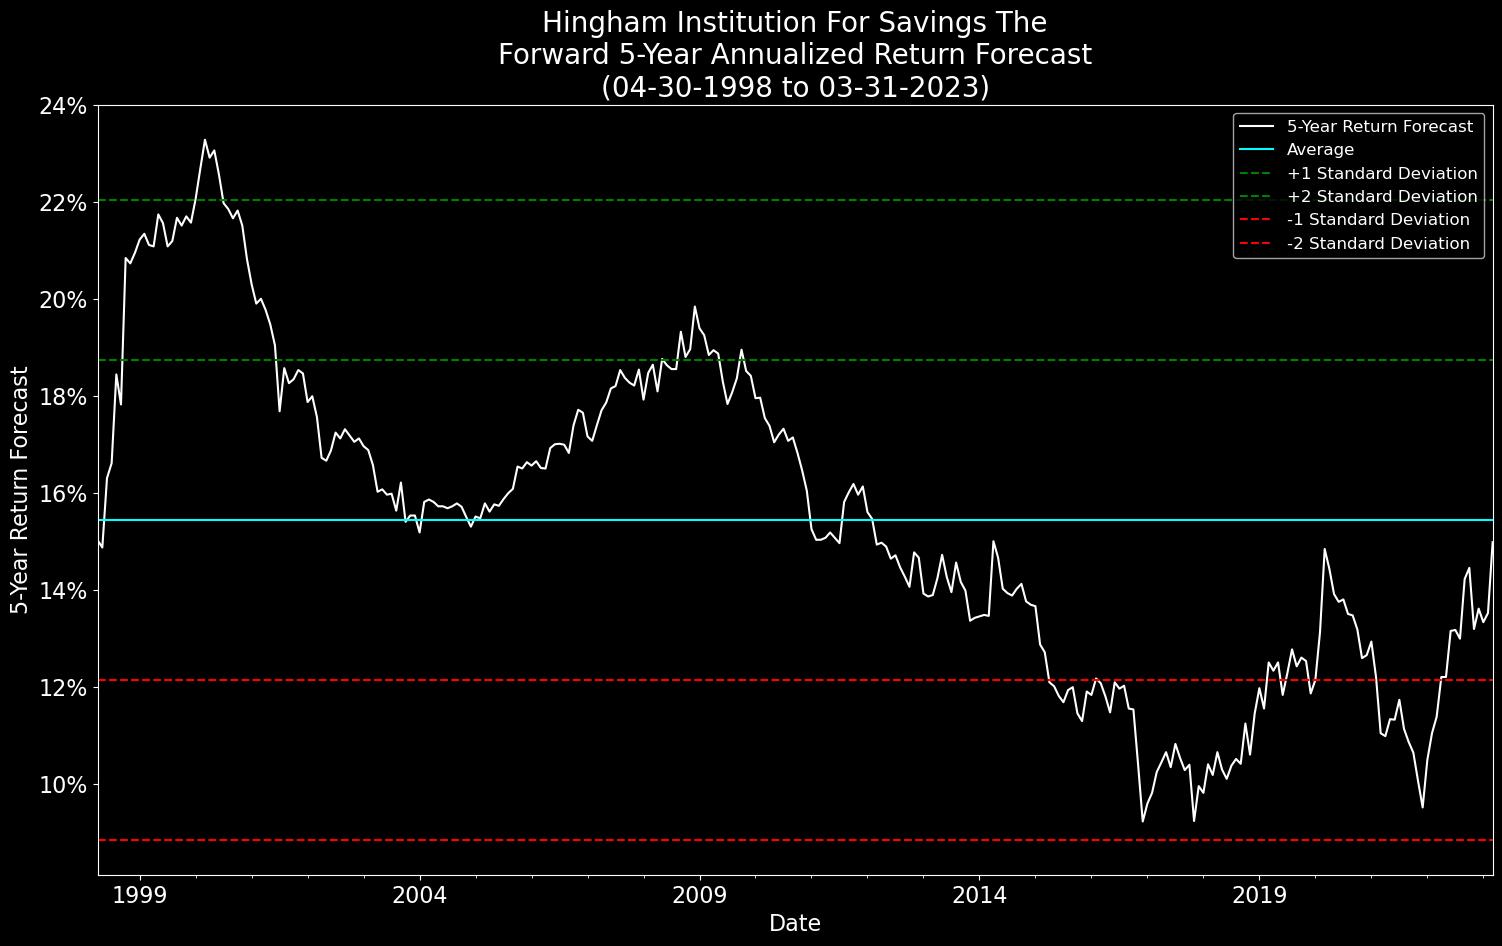 Hingham Institution For Savings The
Forward 5-Year Annualized Return Forecast
(04-30-1998 to 03-31-2023)
24%
22%
20%
18%
16%
14%
12%
10%
5-Year Return Forecast
5-Year Return Forecast
Average
+1 Standard Deviation
+2 Standard Deviation
-1 Standard Deviation
-2 Standard Deviation
1999
2004
2009
2014
2019
Date